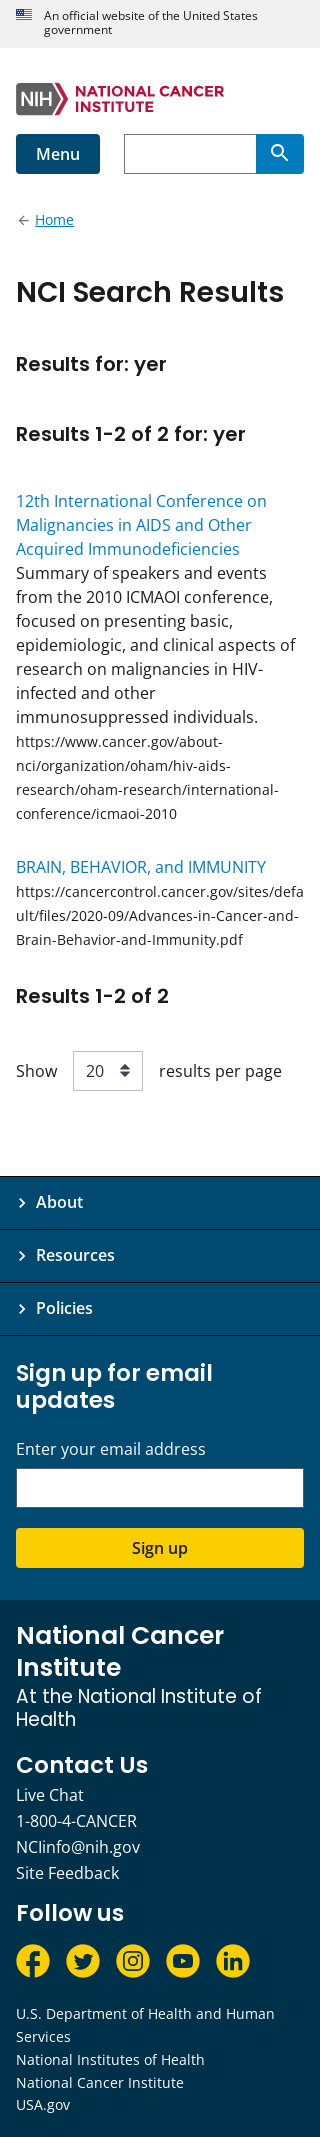 An official website of the United States
government
NIH
NATIONAL CANCER
INSTITUTE
Menu
Home
NCI Search Results
Results for: yer
Results 1-2 of 2 for: yer
12th International Conference on
Malignancies in AIDS and Other
Acquired Immunodeficiencies
Summary of speakers and events
from the 2010 ICMAOI conference,
focused on presenting basic,
epidemiologic, and clinical aspects of
research on malignancies in HIV-
infected and other
immunosuppressed individuals.
https://www.cancer.gov/about-
nci/organization/oham/hiv-aids-
research/oham-research/international-
conference/icmaoi-2010
BRAIN, BEHAVIOR, and IMMUNITY
https://cancercontrol.cancer.gov/sites/defa
ult/files/2020-09/Advances-in-Cancer-and-
Brain-Behavior-and-Immunity.pdf
Results 1-2 of 2
Show 20 results per page
About
Resources
Policies
Sign up for email
updates
Enter your email address
Sign up
National Cancer
Institute
At the National Institute of
Health
Contact Us
Live Chat
1-800-4-CANCER
NCIinfo@nih.gov
Site Feedback
Follow us
U.S. Department of Health and Human
Services
National Institutes of Health
National Cancer Institute
USA.gov